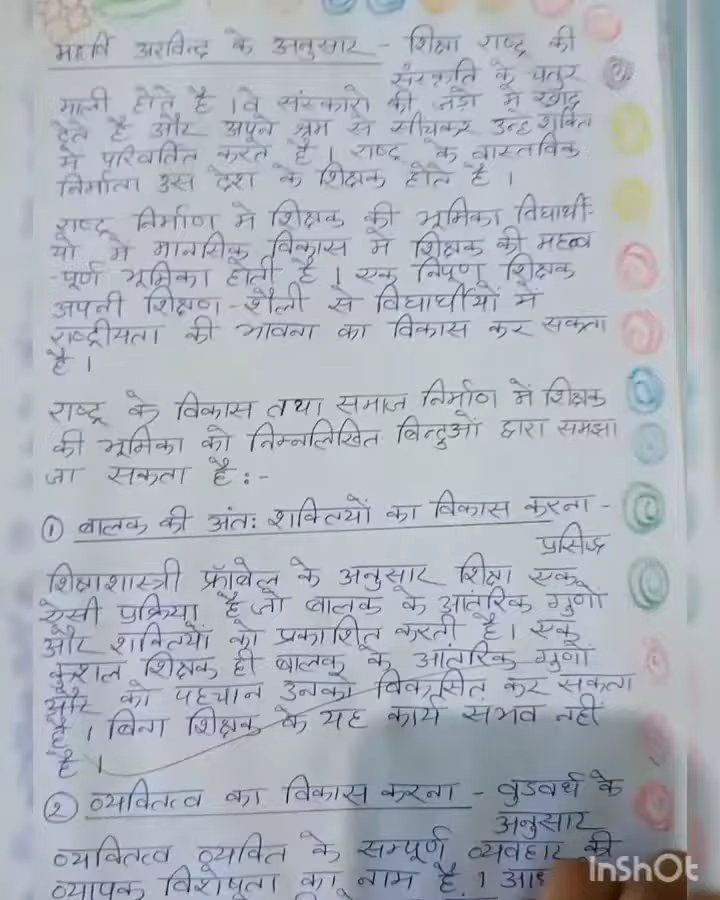 महर्षि अरविन्द के अनुसार - शिक्षा राष्ट्र की
संस्कृति के चतुर
माली होते है । वे संस्कारो की जड़ो मे खाद
देते है और अपने श्रम से सीचकर उन्हे शक्ति
मे परिवर्तित करते है । राष्ट्र के वास्तविक
निर्माता उस देश के शिक्षक होते है ।
राष्ट्र निर्माण मे शिक्षक की भूमिका विद्यार्थी-
यो मे मानसिक विकास मे शिक्षक की महत्व
-पूर्ण भूमिका होती है । एक निपूण शिक्षक
अपनी शिक्षण-शैली से विद्यार्थीयों में
राष्ट्रीयता की भावना का विकास कर सकता
है ।
राष्ट्र के विकास तथा समाज निर्माण में शिक्षक
की भूमिका को निम्नलिखित बिन्दुओं द्वारा समझा
जा सकता है :-
① बालक की अंतः शक्तियों का विकास करना -
प्रसिद्ध
शिक्षाशास्त्री फ्रॉबेल के अनुसार शिक्षा एक
ऐसी प्रक्रिया है जो बालक के आंतरिक गुणों
और शक्तियों को प्रकाशित करती है । एक
कुशल शिक्षक ही बालक के आंतरिक गुणों
और को पहचान उनको विकसित कर सकता
है । बिना शिक्षक के यह कार्य संभव नहीं
है ।
② व्यक्तित्व का विकास करना - वुडवर्थ के
अनुसार
व्यक्तित्व व्यक्ति के सम्पूर्ण व्यवहार की
व्यापक विशेषता का नाम है ।
InShOt